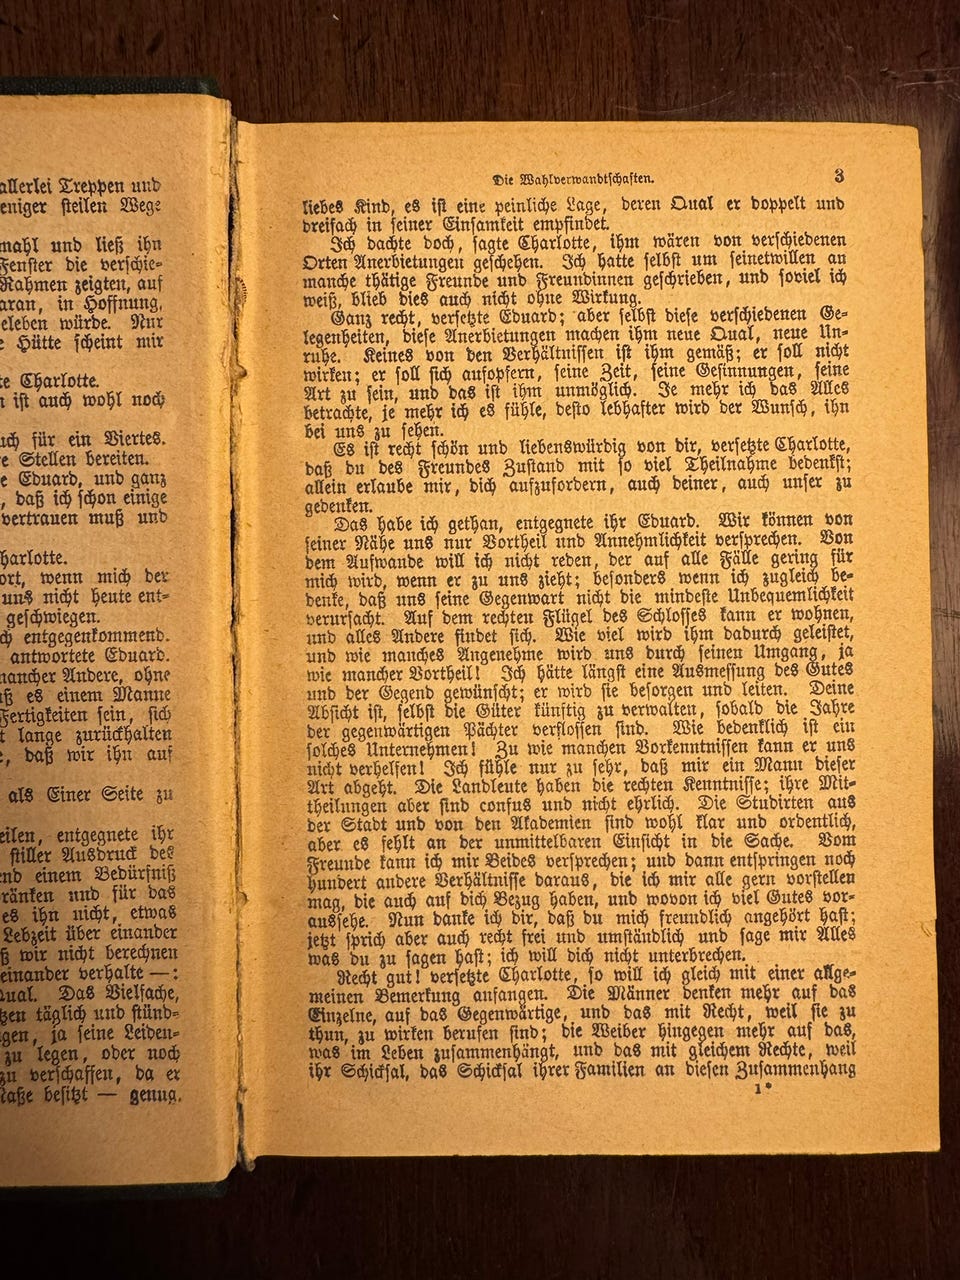 allerlei Treppen und
eniger steilen Wege
mahl und ließ ihn
Fenster die verschie-
Rahmen zeigten, auf
aran, in Hoffnung,
eleben würde. Nur
e Hütte scheint mir
te Charlotte.
n ist auch wohl noch
uch für ein Viertes.
e Stellen bereiten.
e Eduard, und ganz
, daß ich schon einige
vertrauen muß und
harlotte.
ort, wenn mich der
uns nicht heute ent-
geschwiegen.
ch entgegenkommend.
antwortete Eduard.
mancher Andere, ohne
uß es einem Manne
Fertigkeiten sein, sich
t lange zurückhalten
e, daß wir ihn auf
als Einer Seite zu
eilen, entgegnete ihr
stiller Ausdruck des
nd einem Bedürfniß
ränken und für das
es ihn nicht, etwas
Lebzeit über einander
ß wir nicht berechnen
einander verhalte —:
ual. Das Vielfache,
zen täglich und stünd-
gen, ja seine Leiden-
zu legen, oder noch
zu verschaffen, da er
Maße besitzt — genug,
Die Wahlverwandtschaften. 3
liebes Kind, es ist eine peinliche Lage, deren Qual er doppelt und
dreifach in seiner Einsamkeit empfindet.
Ich dachte doch, sagte Charlotte, ihm wären von verschiedenen
Orten Anerbietungen geschehen. Ich hatte selbst um seinetwillen an
manche thätige Freunde und Freundinnen geschrieben, und soviel ich
weiß, blieb dies auch nicht ohne Wirkung.
Ganz recht, versetzte Eduard; aber selbst diese verschiedenen Ge-
legenheiten, diese Anerbietungen machen ihm neue Qual, neue Un-
ruhe. Keines von den Verhältnissen ist ihm gemäß; er soll nicht
wirken; er soll sich aufopfern, seine Zeit, seine Gesinnungen, seine
Art zu sein, und das ist ihm unmöglich. Je mehr ich das Alles
betrachte, je mehr ich es fühle, desto lebhafter wird der Wunsch, ihn
bei uns zu sehen.
Es ist recht schön und liebenswürdig von dir, versetzte Charlotte,
daß du des Freundes Zustand mit so viel Theilnahme bedenkst;
allein erlaube mir, dich aufzufordern, auch deiner, auch unser zu
gedenken.
Das habe ich gethan, entgegnete ihr Eduard. Wir können von
seiner Nähe uns nur Vortheil und Annehmlichkeit versprechen. Von
dem Aufwande will ich nicht reden, der auf alle Fälle gering für
mich wird, wenn er zu uns zieht; besonders wenn ich zugleich be-
denke, daß uns seine Gegenwart nicht die mindeste Unbequemlichkeit
verursacht. Auf dem rechten Flügel des Schlosses kann er wohnen,
und alles Andere findet sich. Wie viel wird ihm dadurch geleistet,
und wie manches Angenehme wird uns durch seinen Umgang, ja
wie mancher Vortheil! Ich hätte längst eine Ausmessung des Gutes
und der Gegend gewünscht; er wird sie besorgen und leiten. Deine
Absicht ist, selbst die Güter künftig zu verwalten, sobald die Jahre
der gegenwärtigen Pächter verflossen sind. Wie bedenklich ist ein
solches Unternehmen! Zu wie manchen Vorkenntnissen kann er uns
nicht verhelfen! Ich fühle nur zu sehr, daß mir ein Mann dieser
Art abgeht. Die Landleute haben die rechten Kenntnisse; ihre Mit-
theilungen aber sind confus und nicht ehrlich. Die Studirten aus
der Stadt und von den Akademien sind wohl klar und ordentlich,
aber es fehlt an der unmittelbaren Einsicht in die Sache. Vom
Freunde kann ich mir Beides versprechen; und dann entspringen noch
hundert andere Verhältnisse daraus, die ich mir alle gern vorstellen
mag, die auch auf dich Bezug haben, und wovon ich viel Gutes vor-
aussehe. Nun danke ich dir, daß du mich freundlich angehört hast;
jetzt sprich aber auch recht frei und umständlich und sage mir Alles
was du zu sagen hast; ich will dich nicht unterbrechen.
Recht gut! versetzte Charlotte, so will ich gleich mit einer allge-
meinen Bemerkung anfangen. Die Männer denken mehr auf das
Einzelne, auf das Gegenwärtige, und das mit Recht, weil sie zu
thun, zu wirken berufen sind; die Weiber hingegen mehr auf das,
was im Leben zusammenhängt, und das mit gleichem Rechte, weil
ihr Schicksal, das Schicksal ihrer Familien an diesen Zusammenhang
1*